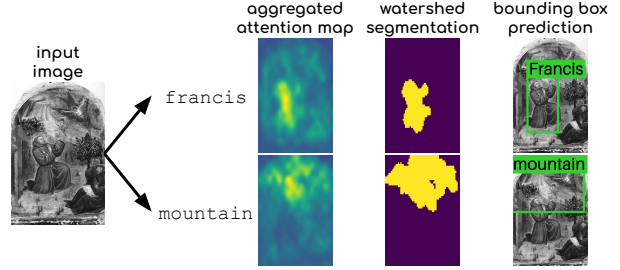 aggregated
attention map
watershed
segmentation
bounding box
prediction
input
image
francis
Francis
mountain
mountain